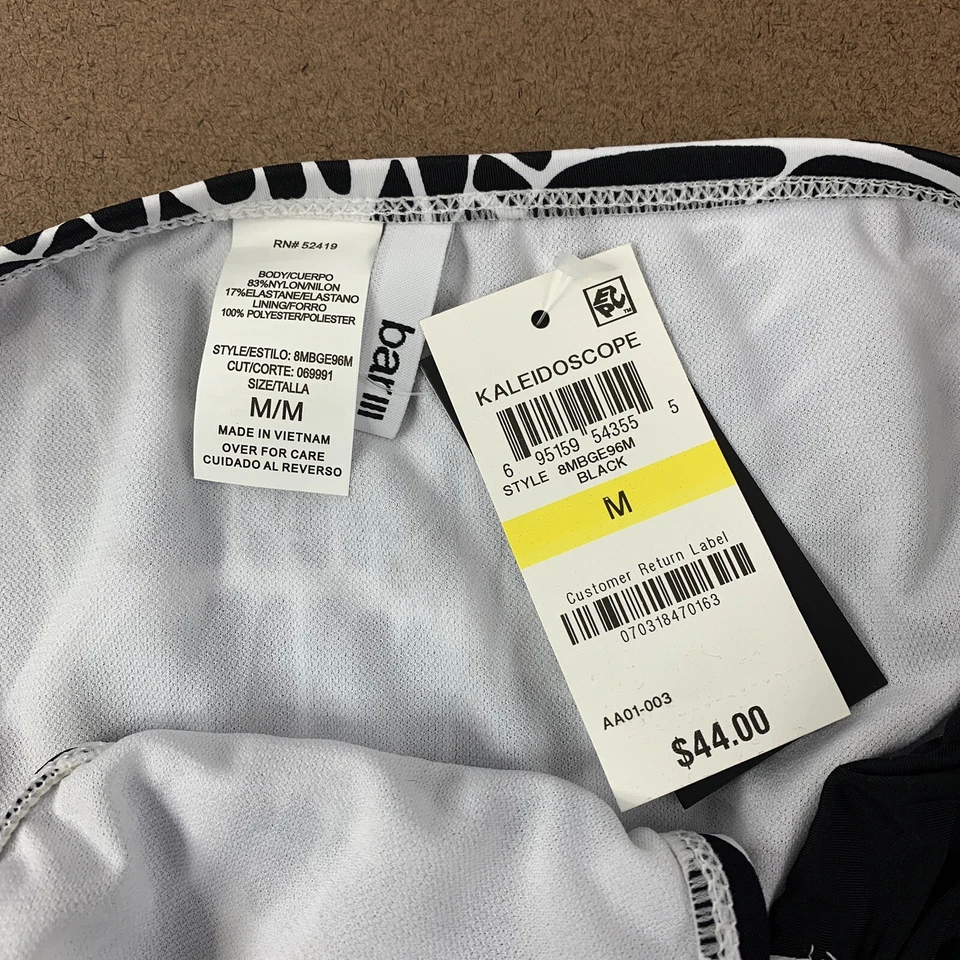 RN# 52419
BODY/CUERPO
83%NYLON/NILON
17%ELASTANE/ELASTANO
LINING/FORRO
100% POLYESTER/POLIESTER
STYLE/ESTILO: 8MBGE96M
CUT/CORTE: 069991
SIZE/TALLA
M/M
MADE IN VIETNAM
OVER FOR CARE
CUIDADO AL REVERSO
bar III
KALEIDOSCOPE
6 95159 54355 5
STYLE 8MBGE96M
BLACK
M
Customer Return Label
070318470163
AA01-003
$44.00